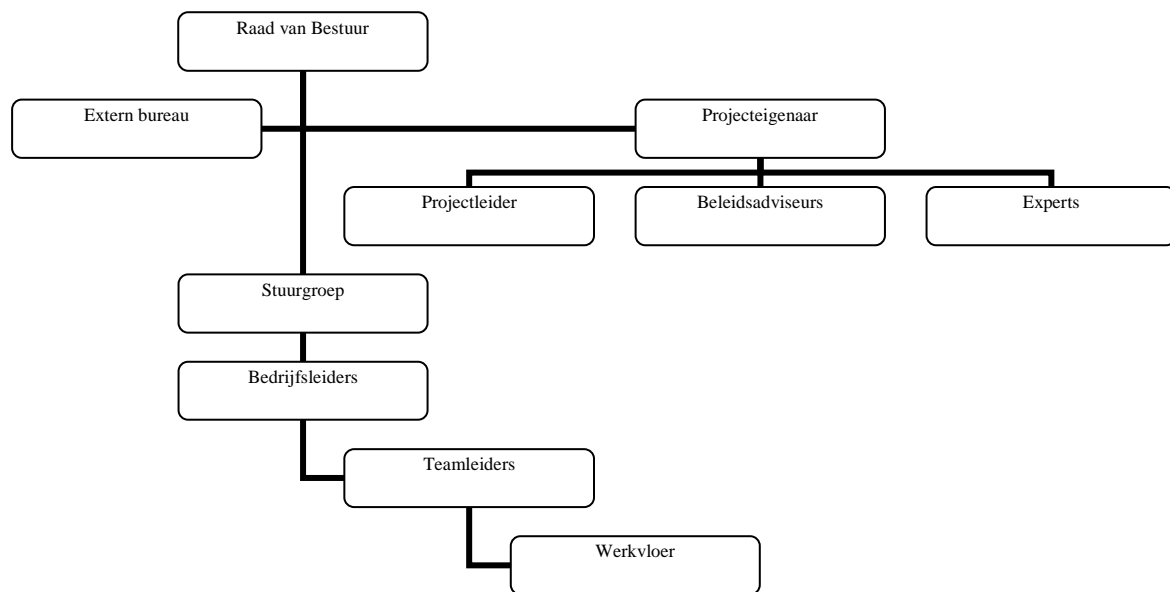 Raad van Bestuur
Extern bureau
Projecteigenaar
Projectleider
Beleidsadviseurs
Experts
Stuurgroep
Bedrijfsleiders
Teamleiders
Werkvloer